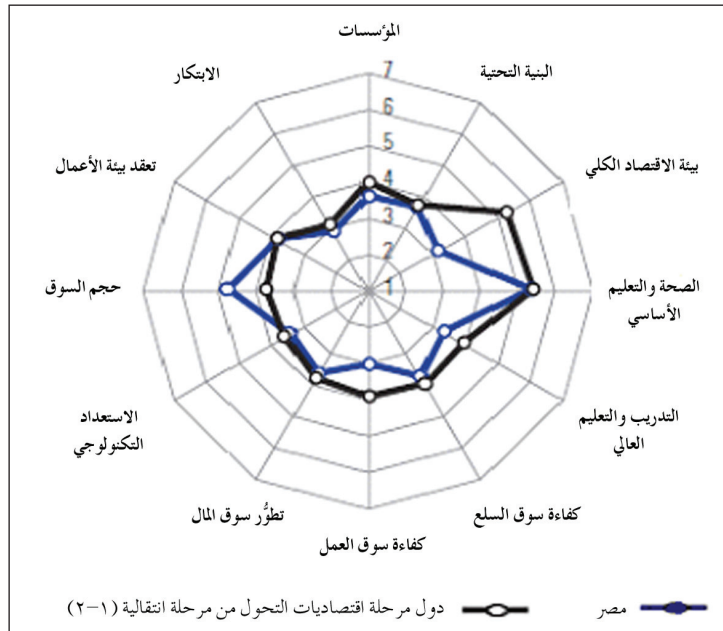 المؤسسات
البنية التحتية
بيئة الاقتصاد الكلي
الصحة والتعليم
الأساسي
التدريب والتعليم
العالي
كفاءة سوق السلع
كفاءة سوق العمل
تطوُّر سوق المال
الاستعداد
التكنولوجي
حجم السوق
تعقد بيئة الأعمال
الابتكار
7
6
5
4
3
2
1
مصر
دول مرحلة اقتصاديات التحول من مرحلة انتقالية (١-٢)